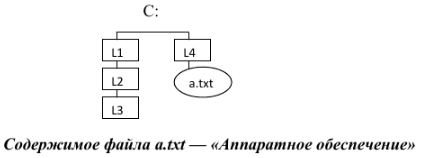 C:
L1 L4
L2 a.txt
L3
Содержимое файла a.txt — «Аппаратное обеспечение»